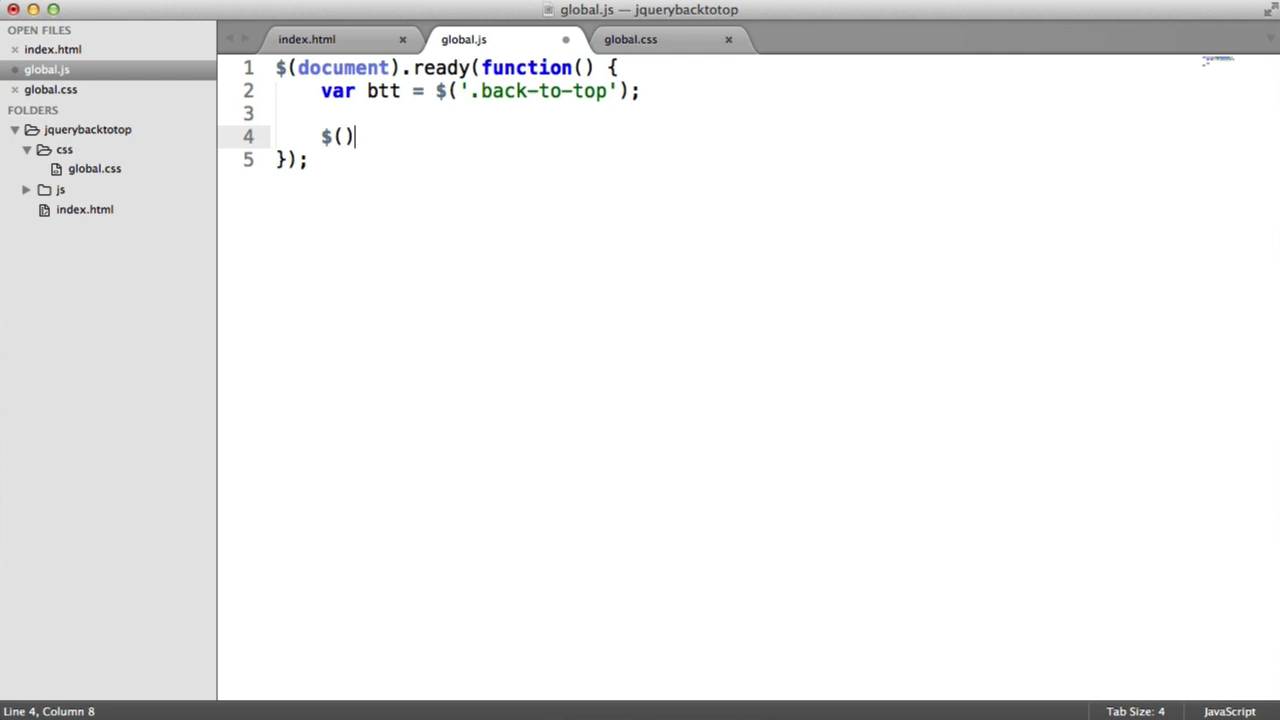 global.js — jquerybacktotop
OPEN FILES
index.html
global.js
global.css
FOLDERS
jquerybacktotop
css
global.css
js
index.html
index.html
global.js
global.css
1 $(document).ready(function() {
2 var btt = $('.back-to-top');
3
4 $()
5 });
Line 4, Column 8
Tab Size: 4
JavaScript